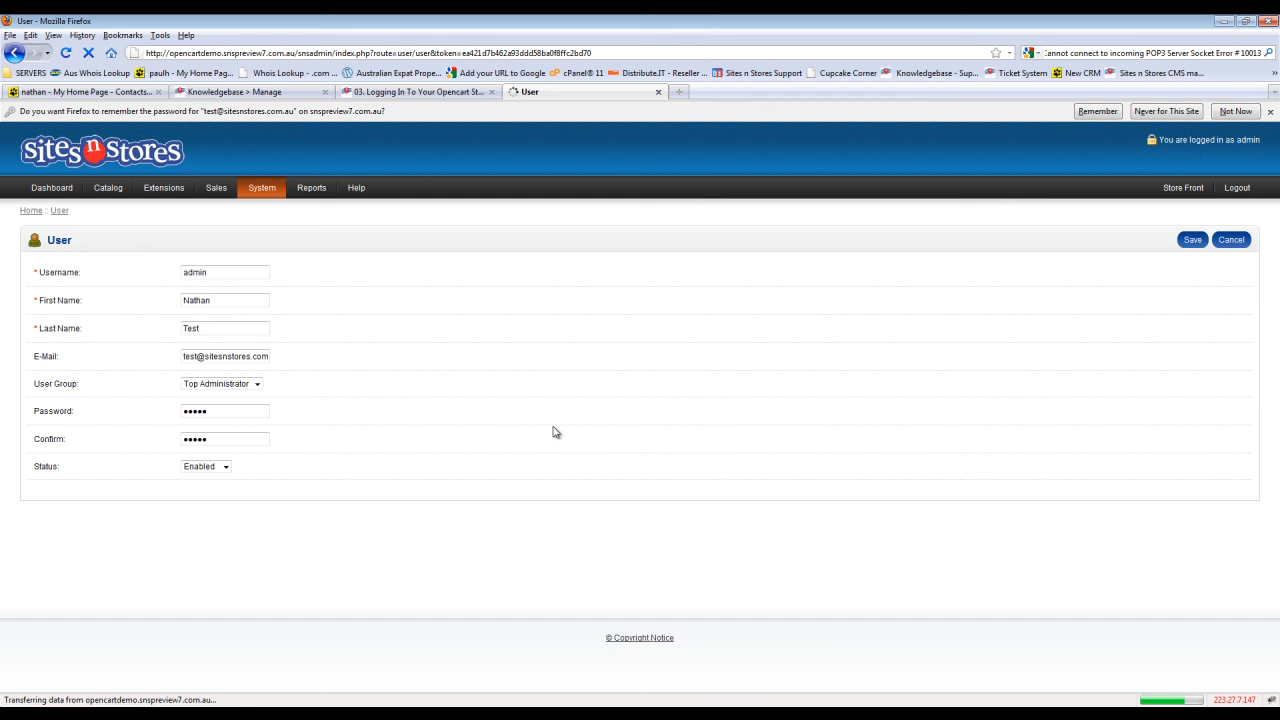 User - Mozilla Firefox
File Edit View History Bookmarks Tools Help
http://opencartdemo.snspreview7.com.au/snsadmin/index.php?route=user/user&token=ea421d7b462a93ddd58ba0f8ffc2bd70
:annot connect to incoming POP3 Server Socket Error # 10013
SERVERS Aus Whois Lookup paulh - My Home Pag... Whois Lookup - .com ... Australian Expat Prope... Add your URL to Google cPanel® 11 Distribute.IT - Reseller ... Sites n Stores Support Cupcake Corner Knowledgebase - Sup... Ticket System New CRM Sites n Stores CMS ma...
nathan - My Home Page - Contacts... Knowledgebase > Manage 03. Logging In To Your Opencart St... User
Do you want Firefox to remember the password for "test@sitesnstores.com.au" on snspreview7.com.au? Remember Never for This Site Not Now
sites n stores You are logged in as admin
Dashboard Catalog Extensions Sales System Reports Help Store Front Logout
Home :: User
User Save Cancel
* Username: admin
* First Name: Nathan
* Last Name: Test
E-Mail: test@sitesnstores.com
User Group: Top Administrator
Password: •••••
Confirm: •••••
Status: Enabled
© Copyright Notice
Transferring data from opencartdemo.snspreview7.com.au... 223.27.7.147